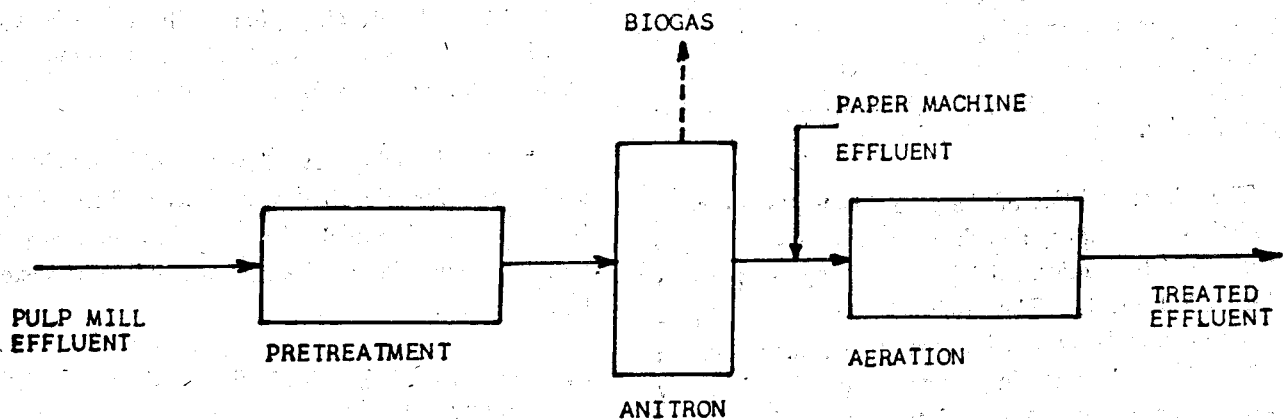 BIOGAS
PAPER MACHINE
EFFLUENT
PULP MILL
EFFLUENT
PRETREATMENT
ANITRON
AERATION
TREATED
EFFLUENT